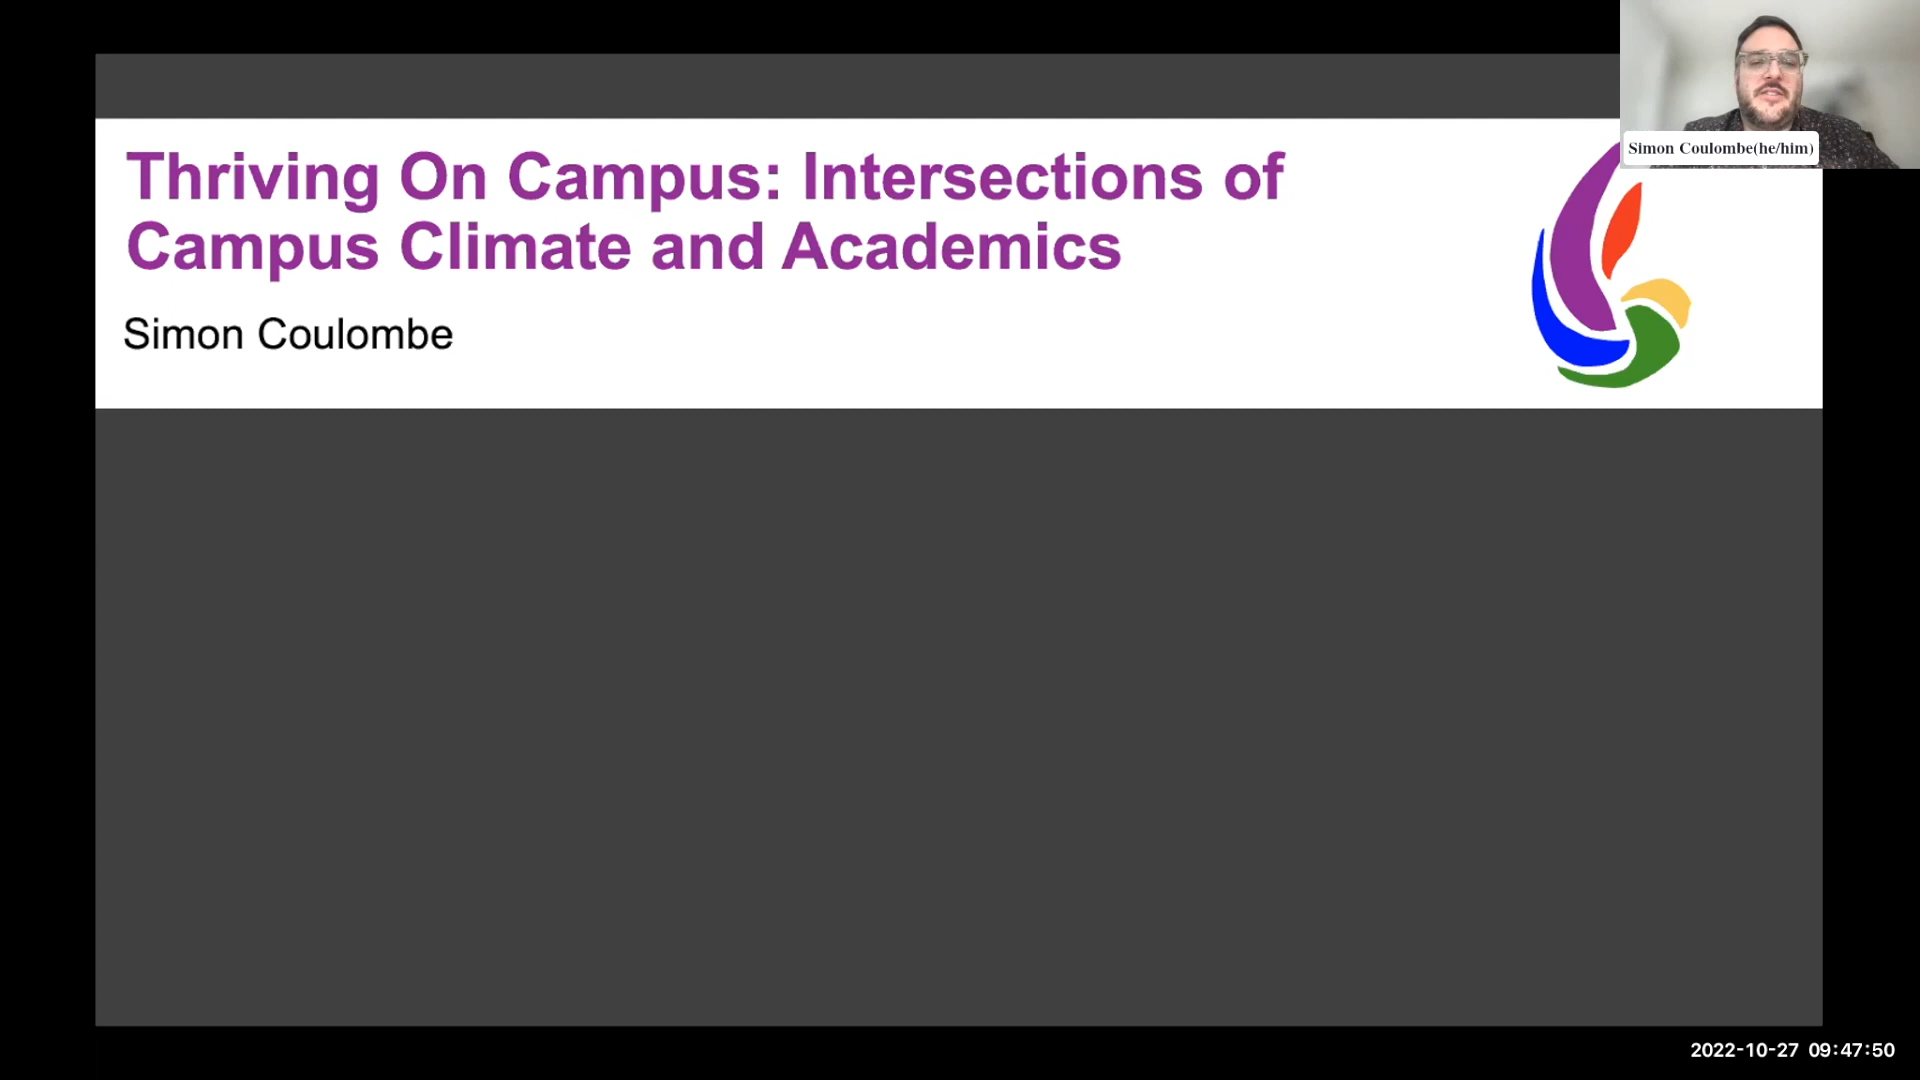 Simon Coulombe(he/him)
Thriving On Campus: Intersections of
Campus Climate and Academics
Simon Coulombe
2022-10-27 09:47:50